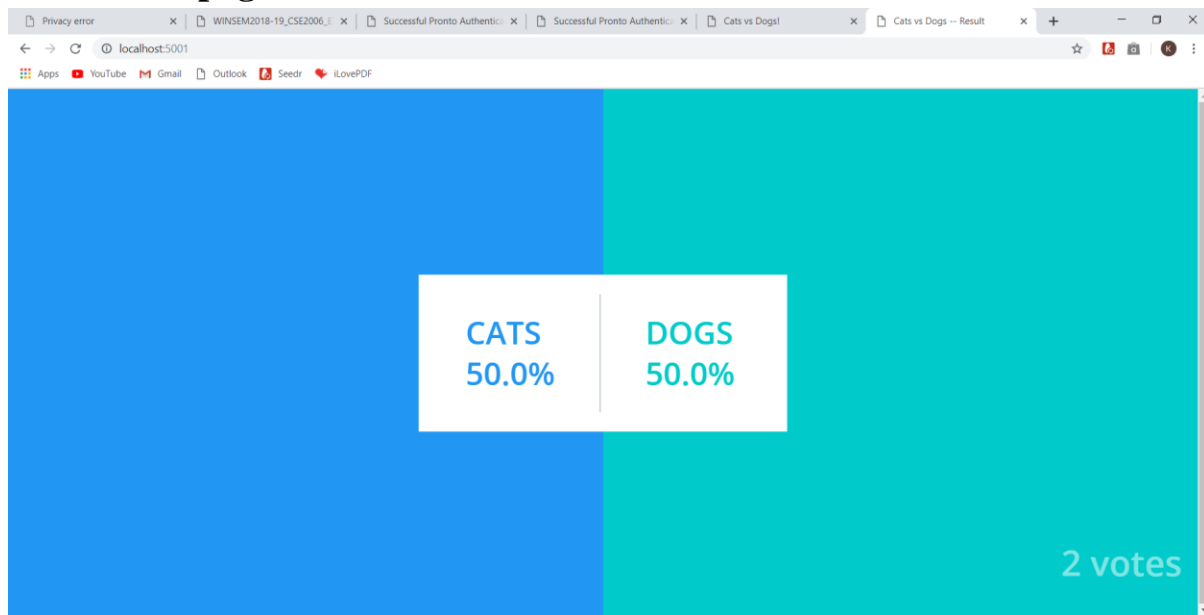 Privacy error
WINSEM2018-19_CSE2006_E
Successful Pronto Authentic
Successful Pronto Authentic
Cats vs Dogs!
Cats vs Dogs -- Result
localhost:5001
K
Apps
YouTube
Gmail
Outlook
Seedr
iLovePDF
CATS
50.0%
DOGS
50.0%
2 votes